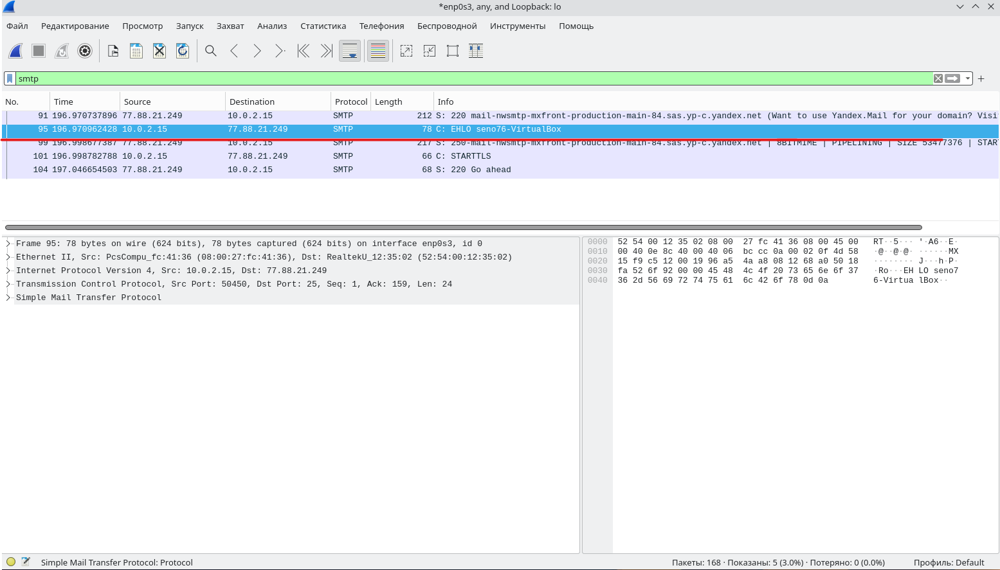 *enp0s3, any, and Loopback: lo
Файл Редактирование Просмотр Запуск Захват Анализ Статистика Телефония Беспроводной Инструменты Помощь
smtp
No. Time Source Destination Protocol Length Info
91 196.970737896 77.88.21.249 10.0.2.15 SMTP 212 S: 220 mail-nwsmtp-mxfront-production-main-84.sas.yp-c.yandex.net (Want to use Yandex.Mail for your domain? Visi
95 196.970962428 10.0.2.15 77.88.21.249 SMTP 78 C: EHLO seno76-VirtualBox
99 196.998677387 77.88.21.249 10.0.2.15 SMTP 217 S: 250-mail-nwsmtp-mxfront-production-main-84.sas.yp-c.yandex.net | 8BITMIME | PIPELINING | SIZE 53477376 | STAR
101 196.998782788 10.0.2.15 77.88.21.249 SMTP 66 C: STARTTLS
104 197.046654503 77.88.21.249 10.0.2.15 SMTP 68 S: 220 Go ahead
Frame 95: 78 bytes on wire (624 bits), 78 bytes captured (624 bits) on interface enp0s3, id 0
Ethernet II, Src: PcsCompu_fc:41:36 (08:00:27:fc:41:36), Dst: RealtekU_12:35:02 (52:54:00:12:35:02)
Internet Protocol Version 4, Src: 10.0.2.15, Dst: 77.88.21.249
Transmission Control Protocol, Src Port: 50450, Dst Port: 25, Seq: 1, Ack: 159, Len: 24
Simple Mail Transfer Protocol
0000 52 54 00 12 35 02 08 00 27 fc 41 36 08 00 45 00 RT··5··· '·A6··E·
0010 00 40 0e 8c 40 00 40 06 bc cc 0a 00 02 0f 4d 58 ·@··@·@· ······MX
0020 15 f9 c5 12 00 19 96 a5 4a a8 08 12 68 a0 50 18 ········ J···h·P·
0030 fa 52 6f 92 00 00 45 48 4c 4f 20 73 65 6e 6f 37 ·Ro···EH LO seno7
0040 36 2d 56 69 72 74 75 61 6c 42 6f 78 0d 0a 6-Virtua lBox··
Simple Mail Transfer Protocol: Protocol
Пакеты: 168 · Показаны: 5 (3.0%) · Потеряно: 0 (0.0%)
Профиль: Default